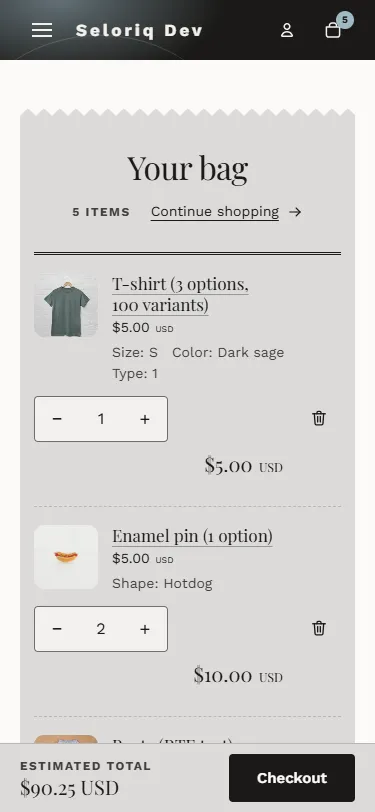 Seloriq Dev
5
Your bag
5 ITEMS Continue shopping →
T-shirt (3 options,
100 variants)
$5.00 USD
Size: S Color: Dark sage
Type: 1
− 1 +
$5.00 USD
Enamel pin (1 option)
$5.00 USD
Shape: Hotdog
− 2 +
$10.00 USD
ESTIMATED TOTAL
$90.25 USD
Checkout